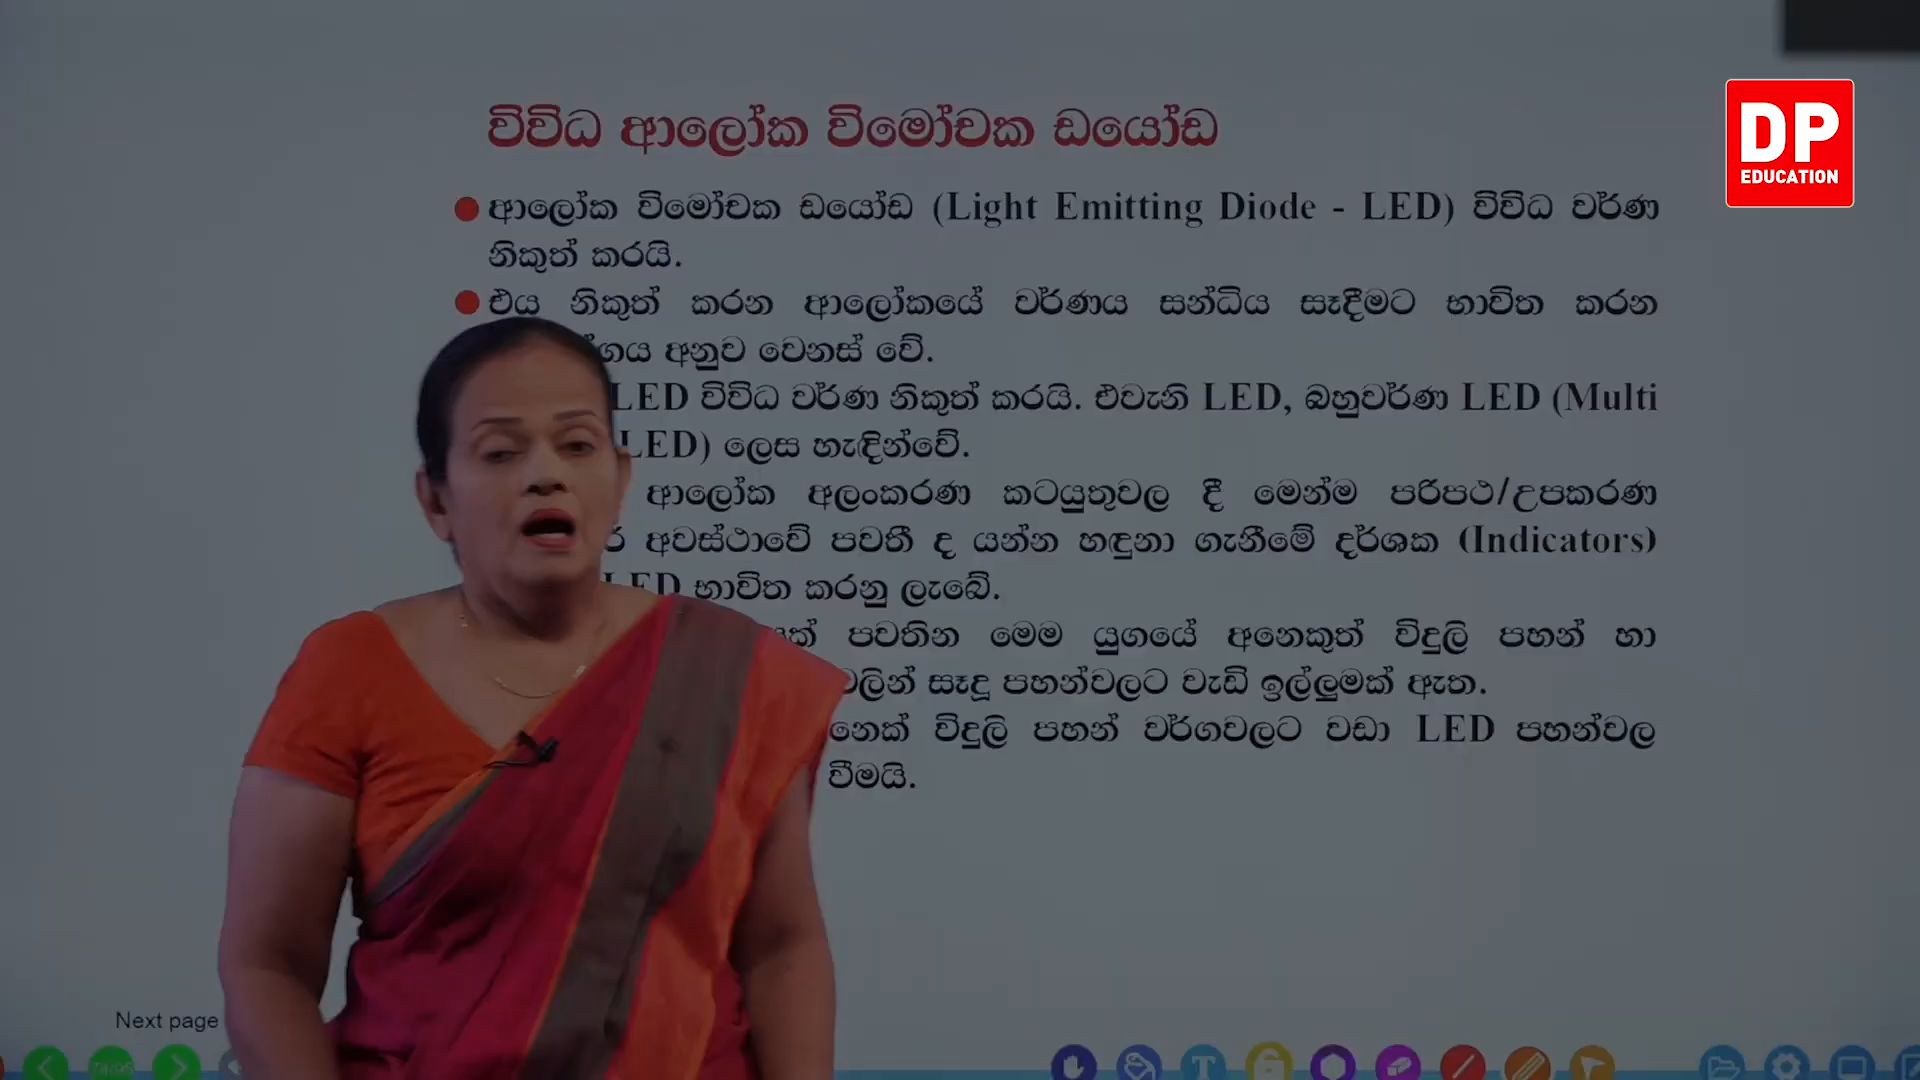 DP
EDUCATION
විවිධ ආලෝක විමෝචක ඩයෝඩ
ආලෝක විමෝචක ඩයෝඩ (Light Emitting Diode - LED) විවිධ වර්ණ
නිකුත් කරයි.
එය නිකුත් කරන ආලෝකයේ වර්ණය සන්ධිය සෑදීමට භාවිත කරන
අනුව වෙනස් වේ.
LED විවිධ වර්ණ නිකුත් කරයි. එවැනි LED, බහුවර්ණ LED (Multi
LED) ලෙස හැඳින්වේ.
ආලෝක අලංකරණ කටයුතුවල දී මෙන්ම පරිපථ/උපකරණ
අවස්ථාවේ පවතී ද යන්න හඳුනා ගැනීමේ දර්ශක (Indicators)
LED භාවිත කරනු ලැබේ.
පවතින මෙම යුගයේ අනෙකුත් විදුලි පහන් හා
සෑදූ පහන්වලට වැඩි ඉල්ලුමක් ඇත.
විදුලි පහන් වර්ගවලට වඩා LED පහන්වල
වීමයි.
Next page